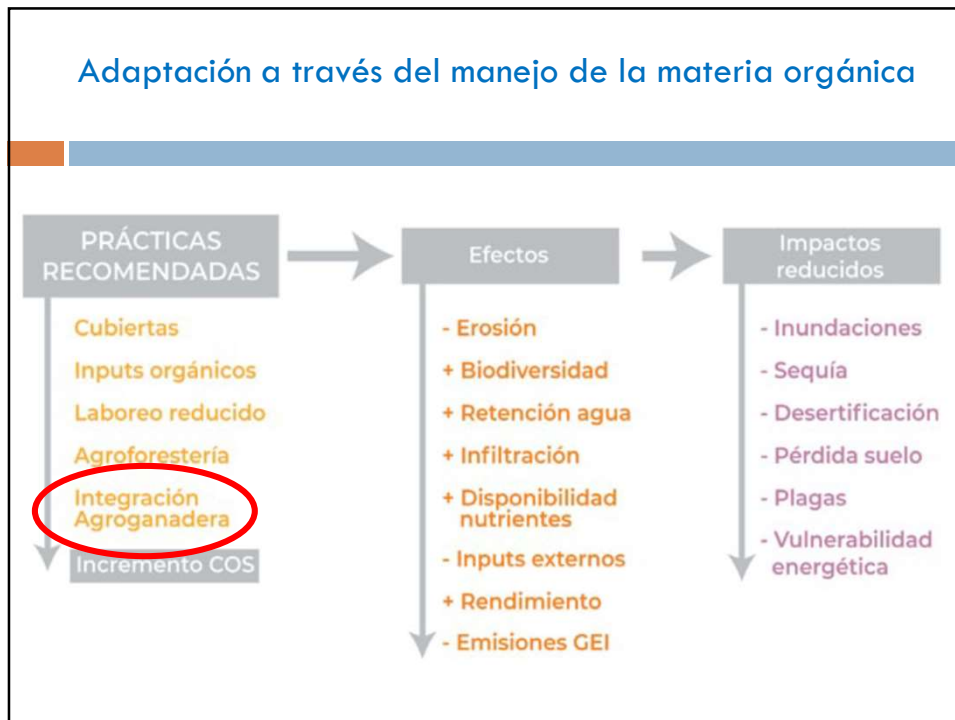 Adaptación a través del manejo de la materia orgánica
PRÁCTICAS
RECOMENDADAS
Cubiertas
Inputs orgánicos
Laboreo reducido
Agroforestería
Integración
Agroganadera
Incremento COS
Efectos
- Erosión
+ Biodiversidad
+ Retención agua
+ Infiltración
+ Disponibilidad
nutrientes
- Inputs externos
+ Rendimiento
- Emisiones GEI
Impactos
reducidos
- Inundaciones
- Sequía
- Desertificación
- Pérdida suelo
- Plagas
- Vulnerabilidad
energética